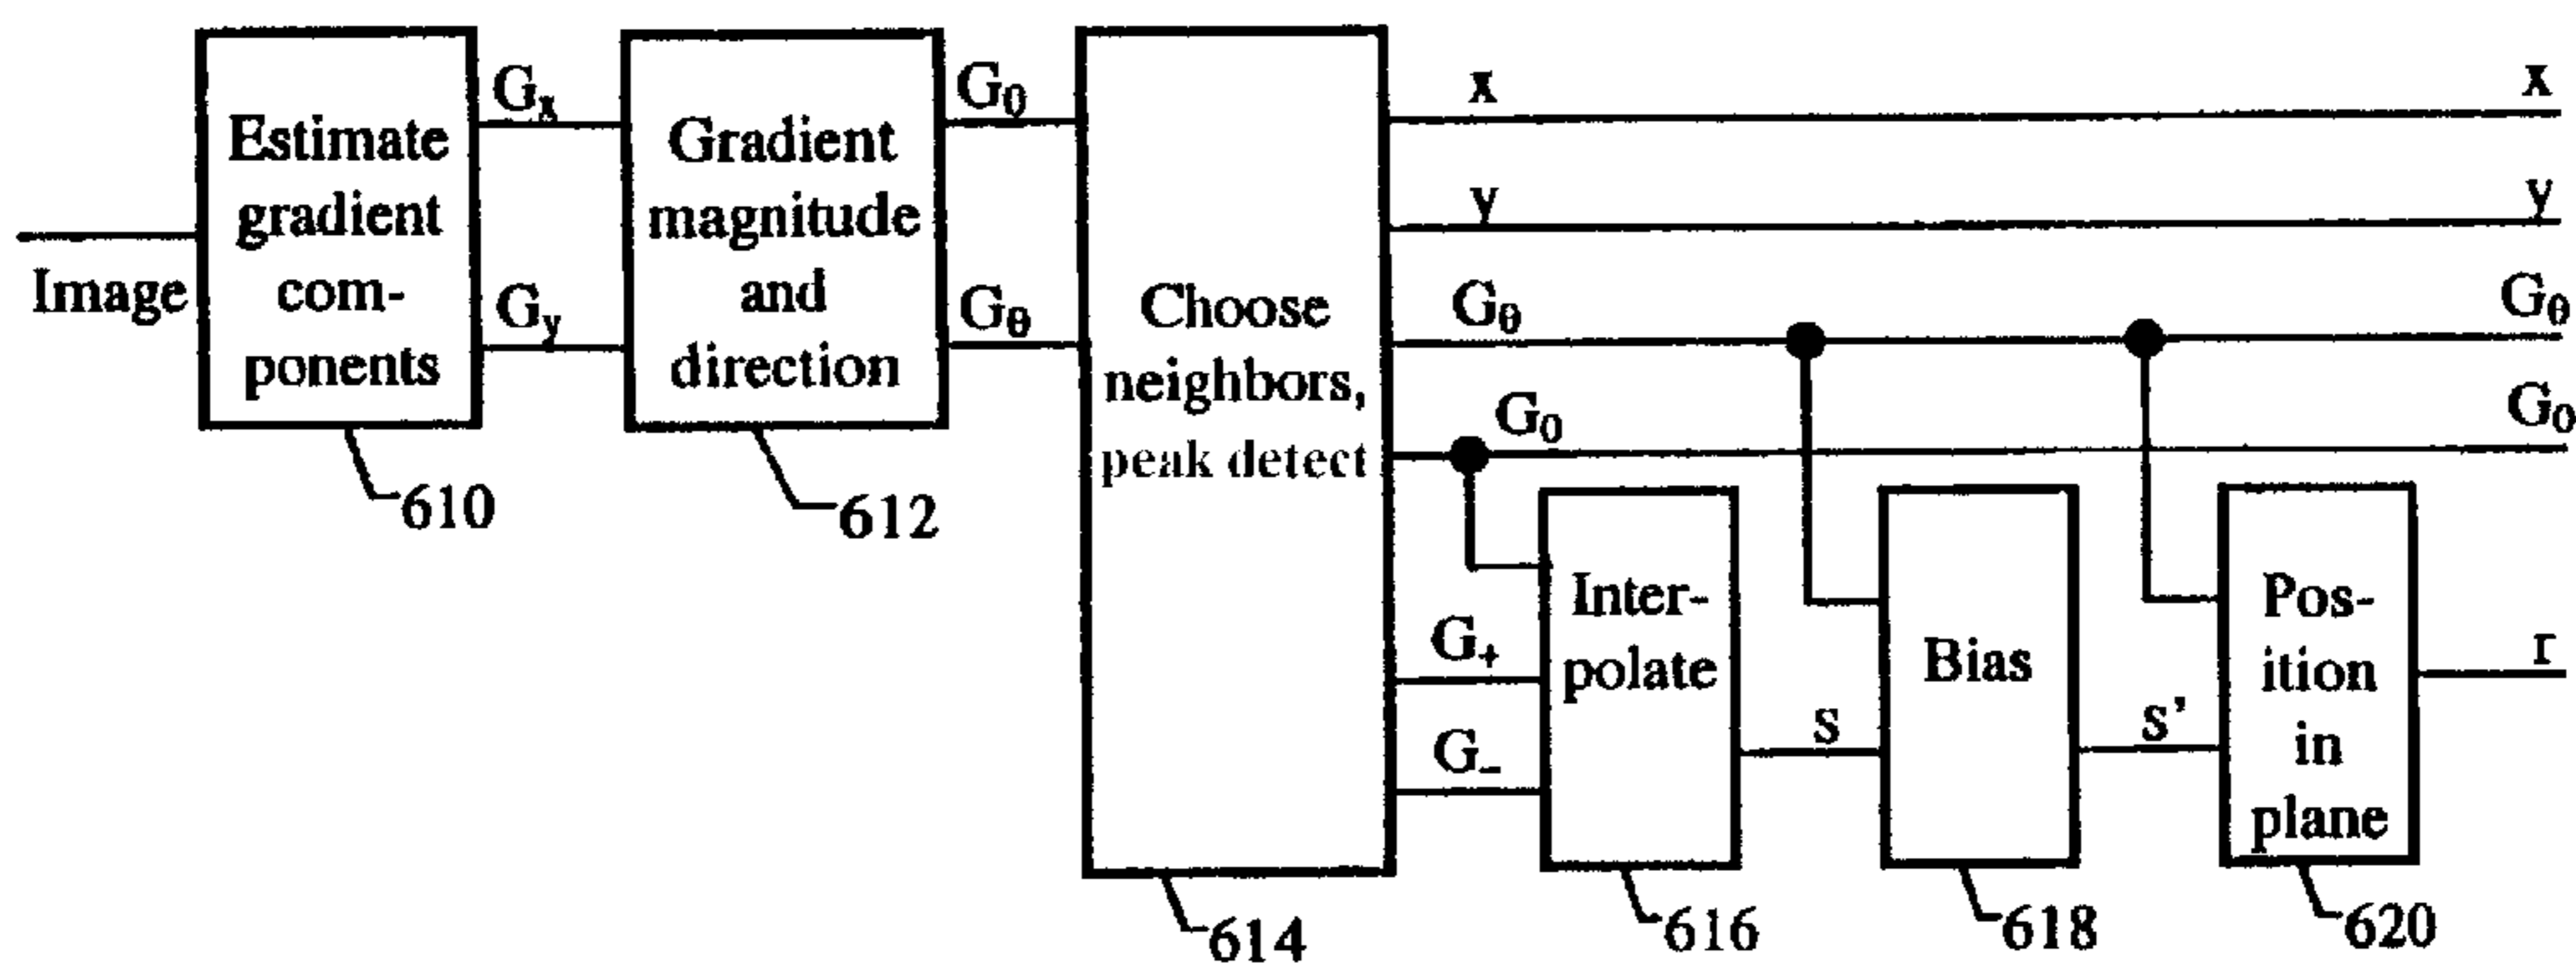 Image
Estimate
gradient
com-
ponents
610
Gₓ
Gᵧ
Gradient
magnitude
and
direction
612
G₀
Gθ
Choose
neighbors,
peak detect
614
x
y
Gθ
G₀
G₊
G₋
Inter-
polate
616
s
Bias
618
s'
Pos-
ition
in
plane
620
x
y
Gθ
G₀
r